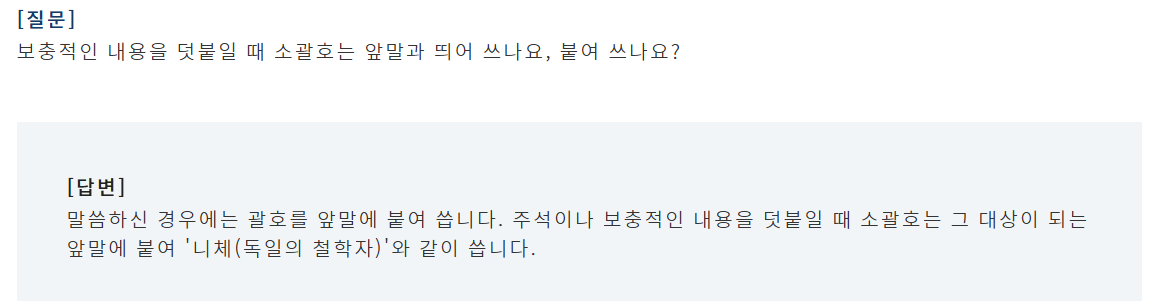 [질문]
보충적인 내용을 덧붙일 때 소괄호는 앞말과 띄어 쓰나요, 붙여 쓰나요?
[답변]
말씀하신 경우에는 괄호를 앞말에 붙여 씁니다. 주석이나 보충적인 내용을 덧붙일 때 소괄호는 그 대상이 되는
앞말에 붙여 '니체(독일의 철학자)'와 같이 씁니다.